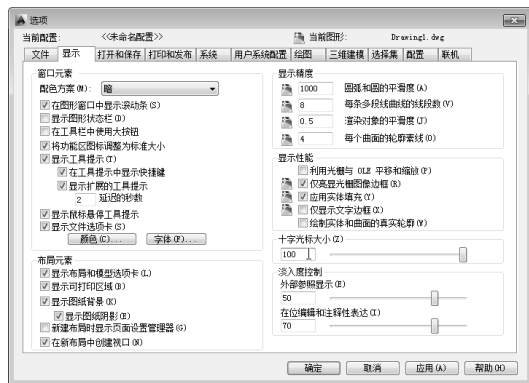 选项
当前配置: <<未命名配置>> 当前图形: Drawing1.dwg
文件 显示 打开和保存 打印和发布 系统 用户系统配置 绘图 三维建模 选择集 配置 联机
窗口元素
配色方案(M): 暗
在图形窗口中显示滚动条(S)
显示图形状态栏(D)
在工具栏中使用大按钮
将功能区图标调整为标准大小
显示工具提示(T)
在工具提示中显示快捷键
显示扩展的工具提示
2 延迟的秒数
显示鼠标悬停工具提示
显示文件选项卡(S)
颜色(C)... 字体(F)...
布局元素
显示布局和模型选项卡(L)
显示可打印区域(B)
显示图纸背景(K)
显示图纸阴影(E)
新建布局时显示页面设置管理器(G)
在新布局中创建视口(N)
显示精度
1000 圆弧和圆的平滑度(A)
8 每条多段线曲线的线段数(V)
0.5 渲染对象的平滑度(J)
4 每个曲面的轮廓素线(O)
显示性能
利用光栅与 OLE 平移和缩放(P)
仅亮显光栅图像边框(R)
应用实体填充(Y)
仅显示文字边框(X)
绘制实体和曲面的真实轮廓(W)
十字光标大小(Z)
100
淡入度控制
外部参照显示(E)
50
在位编辑和注释性表达(I)
70
确定 取消 应用(A) 帮助(H)